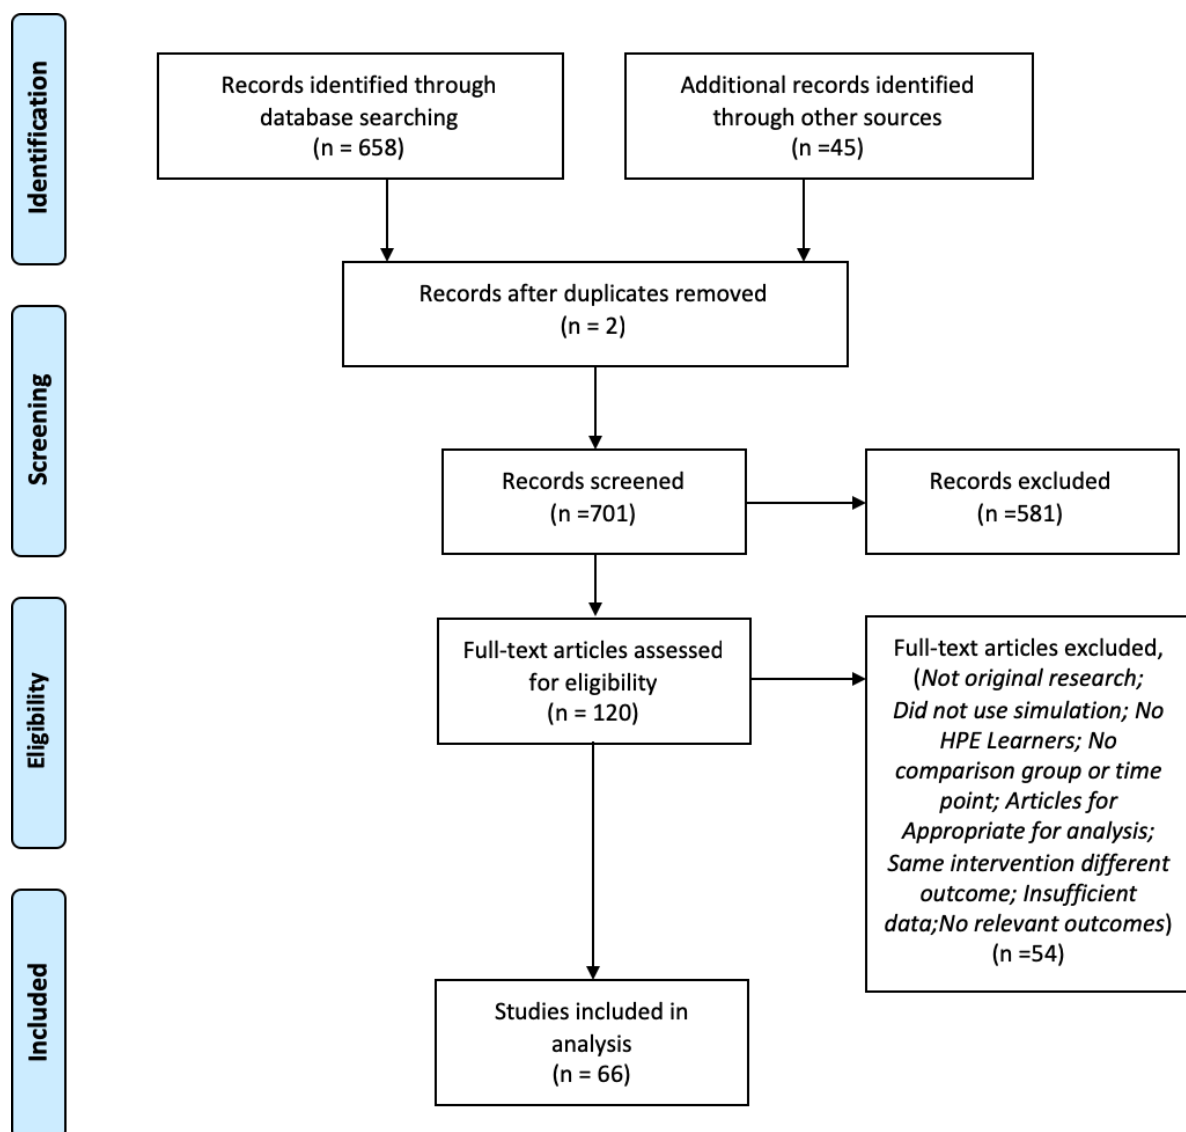 Identification
Records identified through
database searching
(n = 658)
Additional records identified
through other sources
(n =45)
Records after duplicates removed
(n = 2)
Screening
Records screened
(n =701)
Records excluded
(n =581)
Eligibility
Full-text articles assessed
for eligibility
(n = 120)
Full-text articles excluded,
(Not original research;
Did not use simulation; No
HPE Learners; No
comparison group or time
point; Articles for
Appropriate for analysis;
Same intervention different
outcome; Insufficient
data;No relevant outcomes)
(n =54)
Included
Studies included in
analysis
(n = 66)